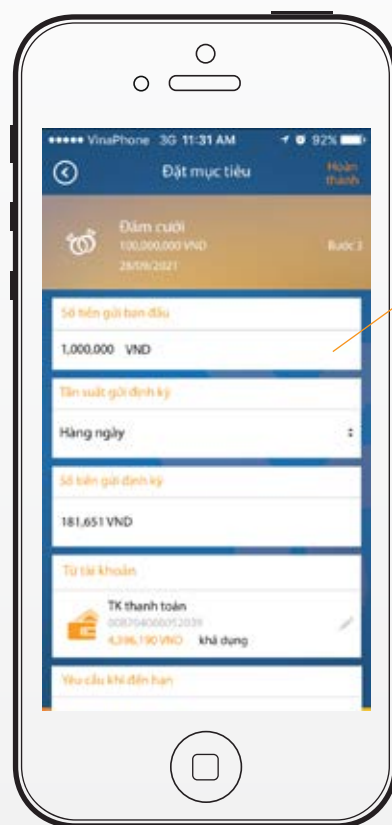 VinaPhone 3G 11:31 AM 92%
Đặt mục tiêu
Hoàn thành
Đám cưới
100,000,000 VND
Bước 3
28/09/2021
Số tiền gửi ban đầu
1,000,000 VND
Tần suất gửi định kỳ
Hàng ngày
Số tiền gửi định kỳ
181,651 VND
Từ tài khoản
TK thanh toán
khả dụng
Yêu cầu khi đến hạn